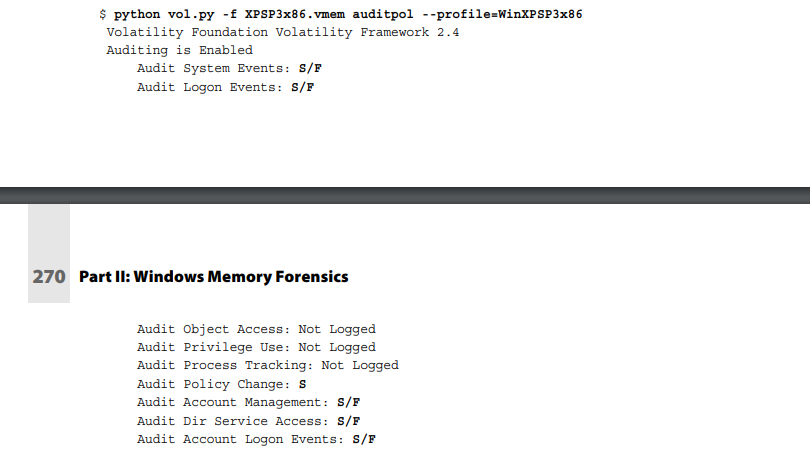 $ python vol.py -f XPSP3x86.vmem auditpol --profile=WinXPSP3x86
Volatility Foundation Volatility Framework 2.4
Auditing is Enabled
Audit System Events: S/F
Audit Logon Events: S/F
270 Part II: Windows Memory Forensics
Audit Object Access: Not Logged
Audit Privilege Use: Not Logged
Audit Process Tracking: Not Logged
Audit Policy Change: S
Audit Account Management: S/F
Audit Dir Service Access: S/F
Audit Account Logon Events: S/F